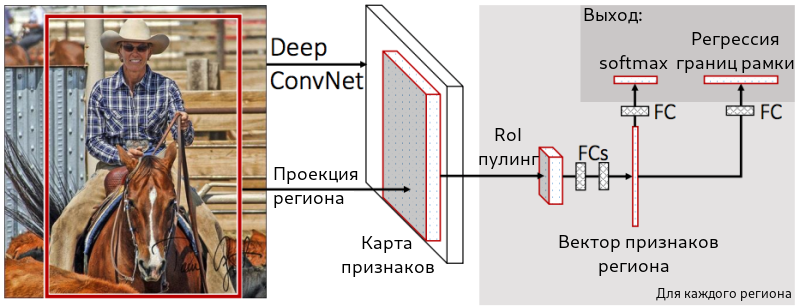 Deep
ConvNet
Проекция
региона
Карта
признаков
RoI
пулинг
FCs
Вектор признаков
региона
Выход:
softmax
Регрессия
границ рамки
FC
FC
Для каждого региона